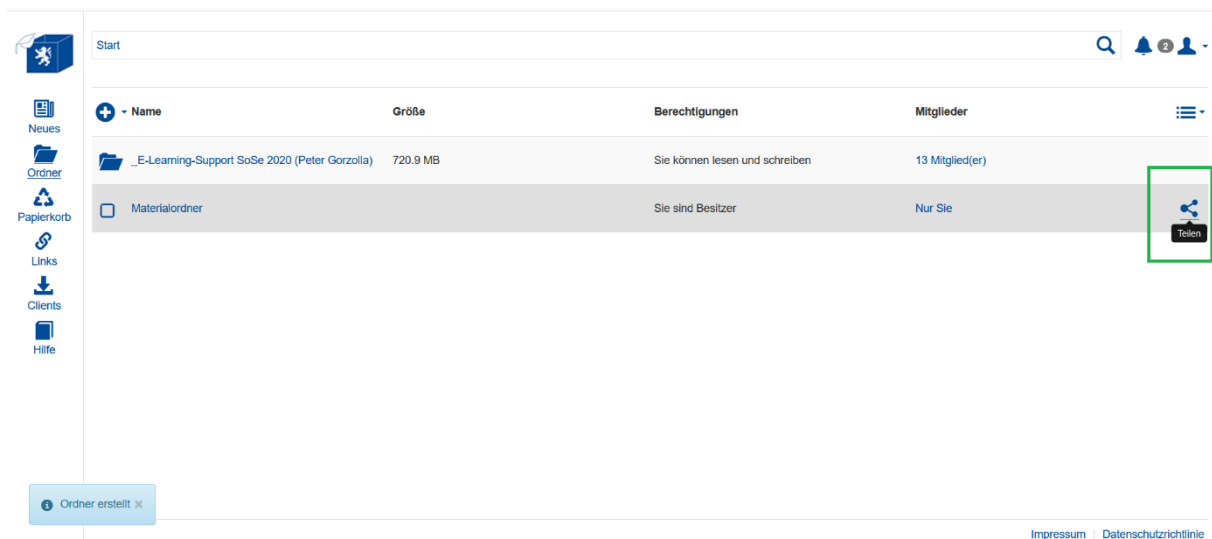 Start
2
Neues
Ordner
Papierkorb
Links
Clients
Hilfe
Name Größe Berechtigungen Mitglieder
_E-Learning-Support SoSe 2020 (Peter Gorzolla) 720.9 MB Sie können lesen und schreiben 13 Mitglied(er)
Materialordner Sie sind Besitzer Nur Sie
Teilen
Ordner erstellt ×
Impressum | Datenschutzrichtlinie